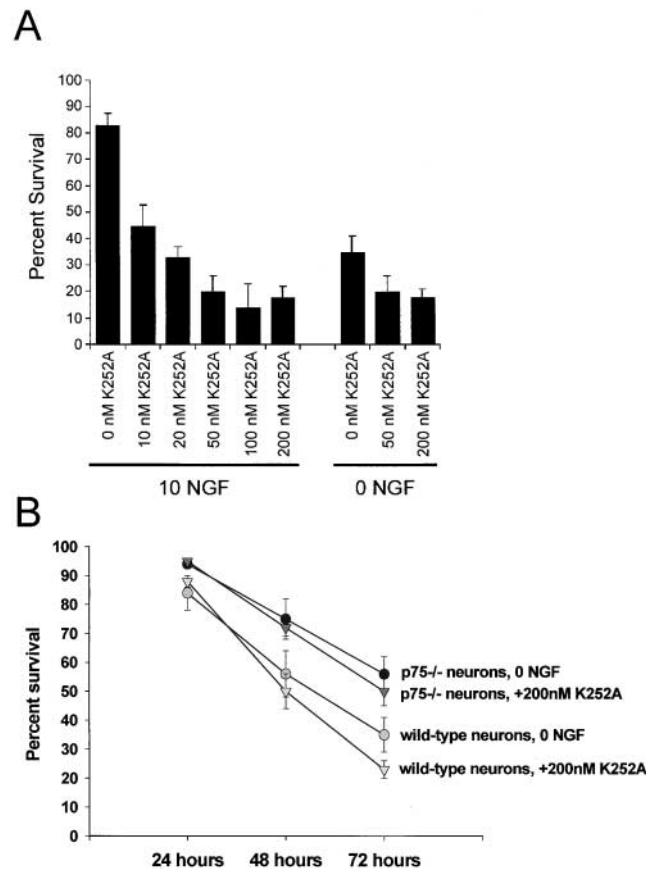 A
Percent Survival
100
90
80
70
60
50
40
30
20
10
0
0 nM K252A
10 nM K252A
20 nM K252A
50 nM K252A
100 nM K252A
200 nM K252A
0 nM K252A
50 nM K252A
200 nM K252A
10 NGF
0 NGF
B
Percent survival
100
90
80
70
60
50
40
30
20
10
0
p75-/- neurons, 0 NGF
p75-/- neurons, +200nM K252A
wild-type neurons, 0 NGF
wild-type neurons, +200nM K252A
24 hours
48 hours
72 hours